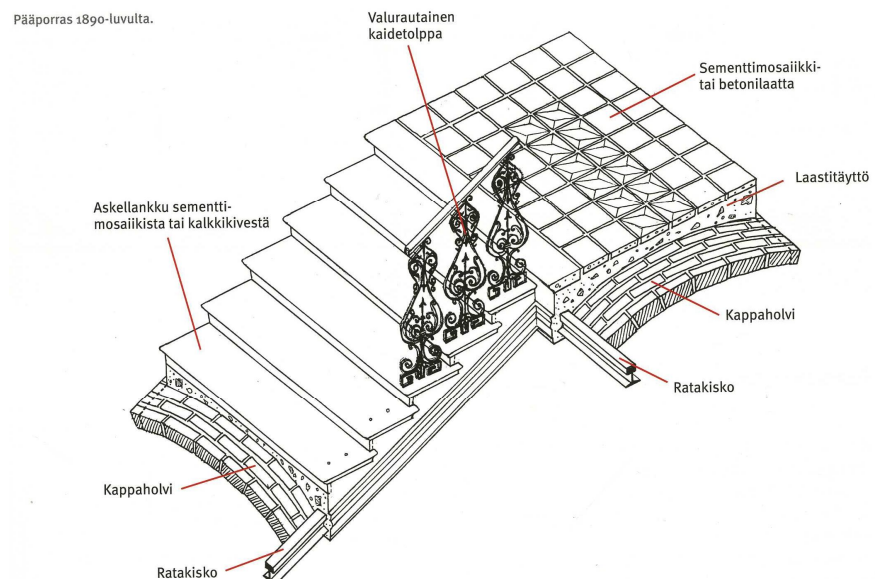 Pääporras 1890-luvulta.
Valurautainen
kaidetolppa
Sementtimosaiikki-
tai betonilaatta
Laastitäyttö
Askellankku sementti-
mosaiikista tai kalkkikivestä
Kappaholvi
Ratakisko
Kappaholvi
Ratakisko